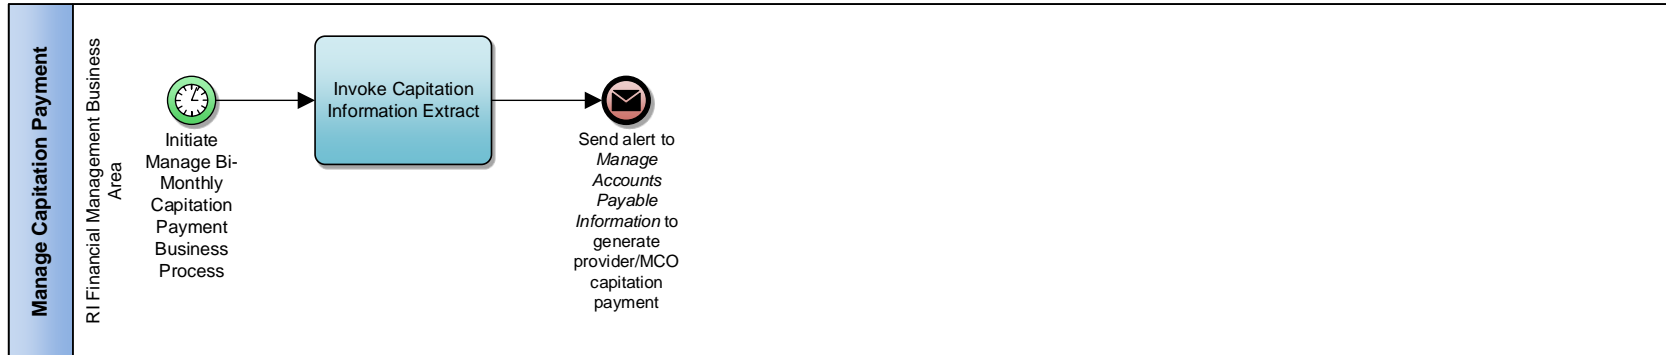 Manage Capitation Payment
RI Financial Management Business
Area
Initiate
Manage Bi-
Monthly
Capitation
Payment
Business
Process
Invoke Capitation
Information Extract
Send alert to
Manage
Accounts
Payable
Information to
generate
provider/MCO
capitation
payment